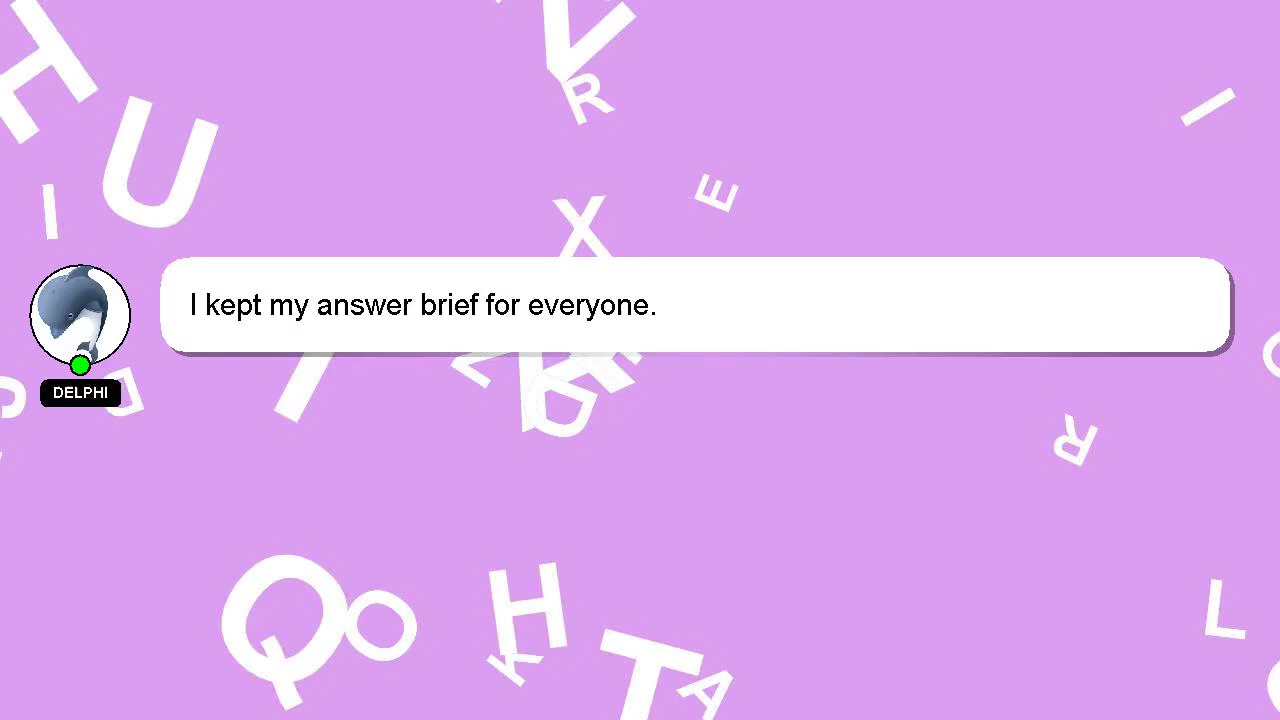 I kept my answer brief for everyone.
DELPHI
H
U
I
V
R
E
I
X
D
R
Q
O
H
K
T
A
L